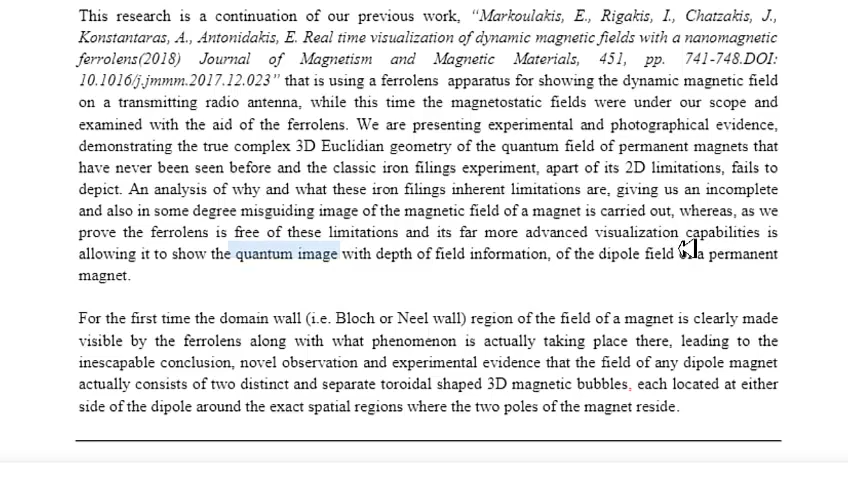 This research is a continuation of our previous work, "Markoulakis, E., Rigakis, I., Chatzakis, J.,
Konstantaras, A., Antonidakis, E. Real time visualization of dynamic magnetic fields with a nanomagnetic
ferrolens(2018) Journal of Magnetism and Magnetic Materials, 451, pp. 741-748.DOI:
10.1016/j.jmmm.2017.12.023" that is using a ferrolens apparatus for showing the dynamic magnetic field
on a transmitting radio antenna, while this time the magnetostatic fields were under our scope and
examined with the aid of the ferrolens. We are presenting experimental and photographical evidence,
demonstrating the true complex 3D Euclidian geometry of the quantum field of permanent magnets that
have never been seen before and the classic iron filings experiment, apart of its 2D limitations, fails to
depict. An analysis of why and what these iron filings inherent limitations are, giving us an incomplete
and also in some degree misguiding image of the magnetic field of a magnet is carried out, whereas, as we
prove the ferrolens is free of these limitations and its far more advanced visualization capabilities is
allowing it to show the quantum image with depth of field information, of the dipole field a permanent
magnet.
For the first time the domain wall (i.e. Bloch or Neel wall) region of the field of a magnet is clearly made
visible by the ferrolens along with what phenomenon is actually taking place there, leading to the
inescapable conclusion, novel observation and experimental evidence that the field of any dipole magnet
actually consists of two distinct and separate toroidal shaped 3D magnetic bubbles, each located at either
side of the dipole around the exact spatial regions where the two poles of the magnet reside.